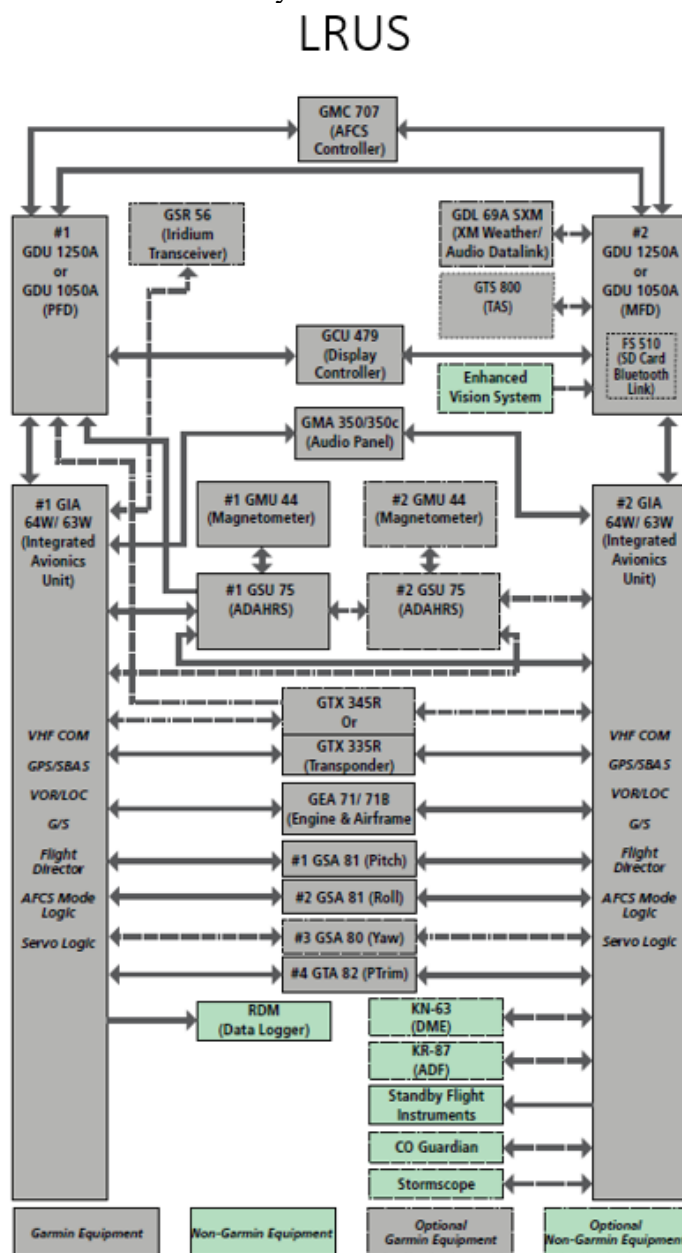 LRUS
GMC 707
(AFCS
Controller)
#1
GDU 1250A
or
GDU 1050A
(PFD)
GSR 56
(Iridium
Transceiver)
GDL 69A SXM
(XM Weather/
Audio Datalink)
#2
GDU 1250A
or
GDU 1050A
(MFD)
GTS 800
(TAS)
GCU 479
(Display
Controller)
FS 510
(SD Card
Bluetooth
Link)
Enhanced
Vision System
GMA 350/350c
(Audio Panel)
#1 GIA
64W/ 63W
(Integrated
Avionics
Unit)
#1 GMU 44
(Magnetometer)
#2 GMU 44
(Magnetometer)
#2 GIA
64W/ 63W
(Integrated
Avionics
Unit)
#1 GSU 75
(ADAHRS)
#2 GSU 75
(ADAHRS)
GTX 345R
Or
GTX 335R
(Transponder)
VHF COM
GPS/SBAS
VOR/LOC
G/S
Flight
Director
AFCS Mode
Logic
Servo Logic
GEA 71/ 71B
(Engine & Airframe
#1 GSA 81 (Pitch)
#2 GSA 81 (Roll)
#3 GSA 80 (Yaw)
#4 GTA 82 (PTrim)
VHF COM
GPS/SBAS
VOR/LOC
G/S
Flight
Director
AFCS Mode
Logic
Servo Logic
RDM
(Data Logger)
KN-63
(DME)
KR-87
(ADF)
Standby Flight
Instruments
CO Guardian
Stormscope
Garmin Equipment
Non-Garmin Equipment
Optional
Garmin Equipment
Optional
Non-Garmin Equipment